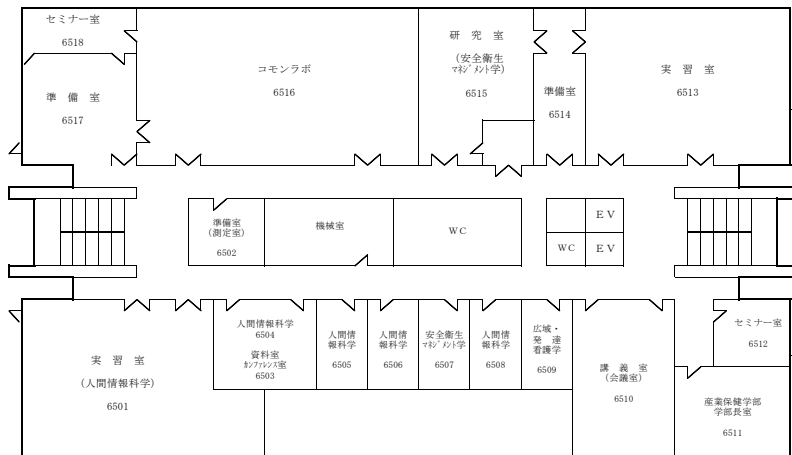 セミナー室
6518
準 備 室
6517
コモンラボ
6516
研 究 室
(安全衛生
マネジメント学)
6515
準備室
6514
実 習 室
6513
準備室
(測定室)
6502
機械室
WC
EV
WC
EV
実 習 室
(人間情報科学)
6501
人間情報科学
6504
資料室
カンファレンス室
6503
人間情
報科学
6505
人間情
報科学
6506
安全衛生
マネジメント学
6507
人間情
報科学
6508
広域・
発 達
看護学
6509
講 義 室
(会議室)
6510
セミナー室
6512
産業保健学部
学部長室
6511